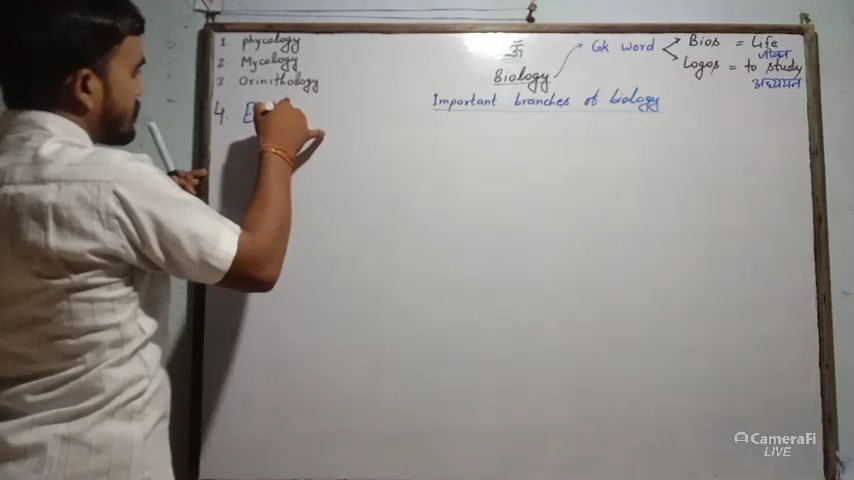 ॐ
Biology
Gk word
Bios = Life
जीवन
Logos = to study
अध्ययन
Important branches of biology
1. phycology
2. Mycology
3. Orinithology
4. E
CameraFi
LIVE